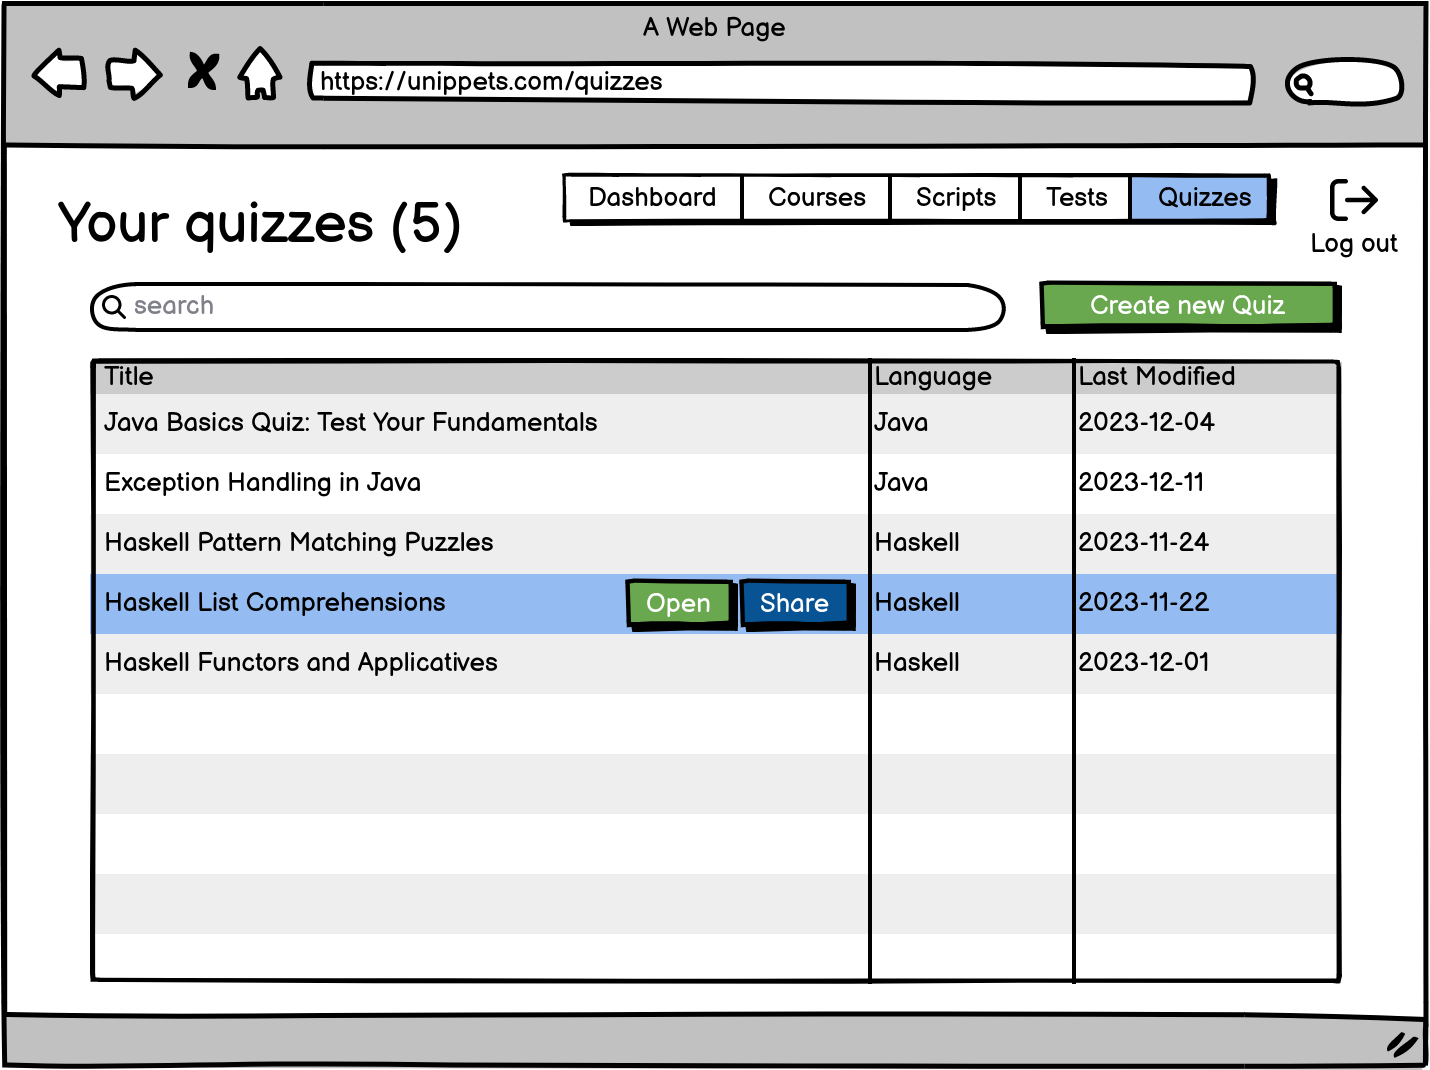 A Web Page
https://unippets.com/quizzes
Dashboard Courses Scripts Tests Quizzes
Your quizzes (5)
Log out
search
Create new Quiz
Title Language Last Modified
Java Basics Quiz: Test Your Fundamentals Java 2023-12-04
Exception Handling in Java Java 2023-12-11
Haskell Pattern Matching Puzzles Haskell 2023-11-24
Haskell List Comprehensions Open Share Haskell 2023-11-22
Haskell Functors and Applicatives Haskell 2023-12-01